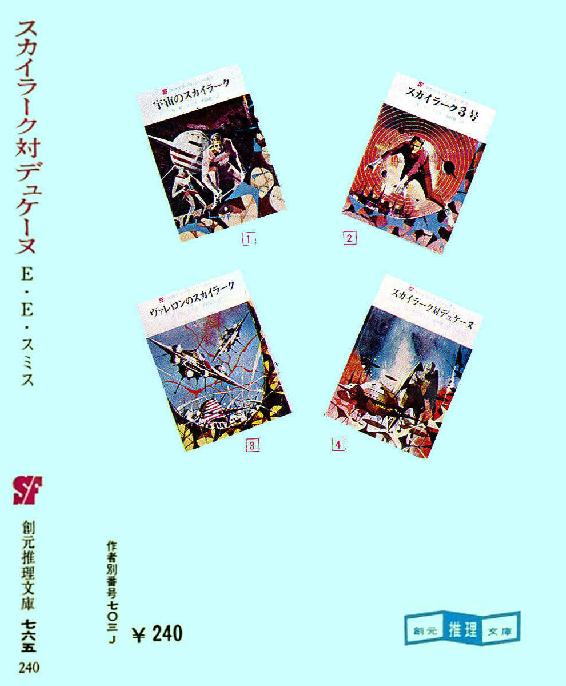 スカイラーク対デュケーヌ
E・E・スミス
SF
創元推理文庫
七六五
240
宇宙のスカイラーク
1
スカイラーク3号
2
ヴァレロンのスカイラーク
3
スカイラーク対デュケーヌ
4
作者別番号七〇三J
¥240
創元推理文庫